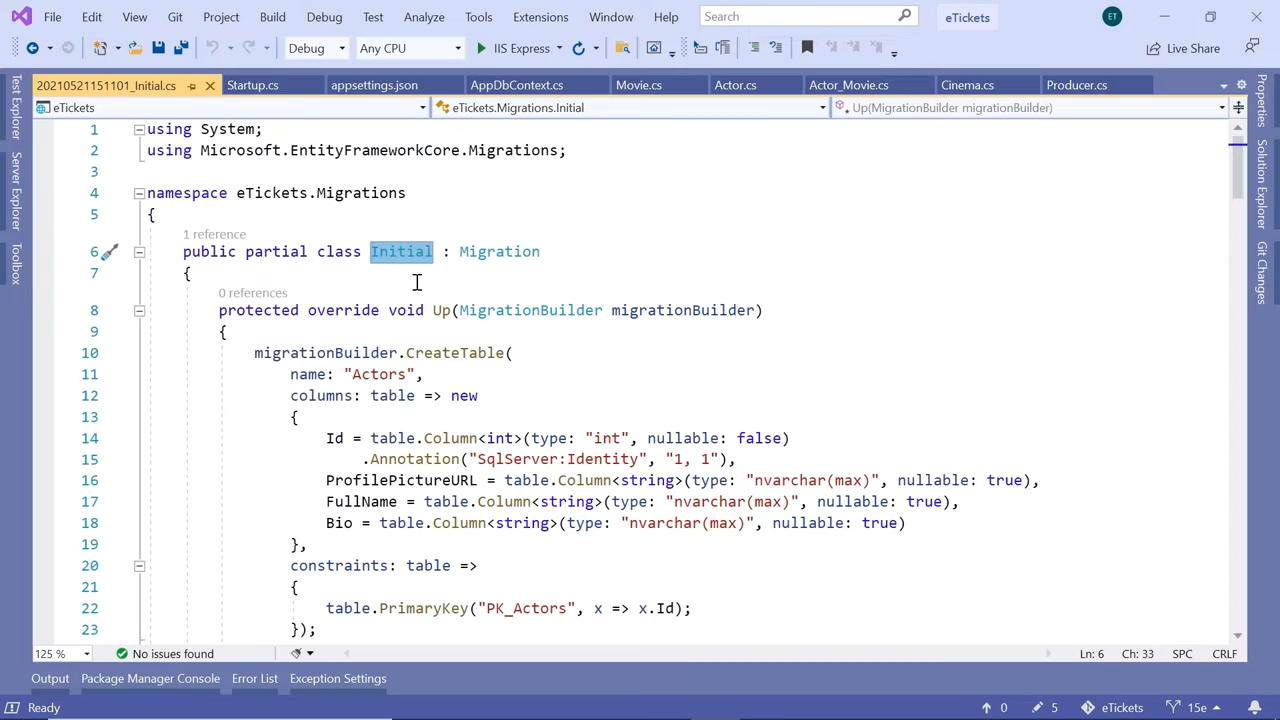 File Edit View Git Project Build Debug Test Analyze Tools Extensions Window Help Search eTickets ET
Debug Any CPU IIS Express Live Share
20210521151101_Initial.cs Startup.cs appsettings.json AppDbContext.cs Movie.cs Actor.cs Actor_Movie.cs Cinema.cs Producer.cs
eTickets eTickets.Migrations.Initial Up(MigrationBuilder migrationBuilder)
Test Explorer
Server Explorer
Toolbox
1 using System;
2 using Microsoft.EntityFrameworkCore.Migrations;
3
4 namespace eTickets.Migrations
5 {
1 reference
6 public partial class Initial : Migration
7 {
0 references
8 protected override void Up(MigrationBuilder migrationBuilder)
9 {
10 migrationBuilder.CreateTable(
11 name: "Actors",
12 columns: table => new
13 {
14 Id = table.Column<int>(type: "int", nullable: false)
15 .Annotation("SqlServer:Identity", "1, 1"),
16 ProfilePictureURL = table.Column<string>(type: "nvarchar(max)", nullable: true),
17 FullName = table.Column<string>(type: "nvarchar(max)", nullable: true),
18 Bio = table.Column<string>(type: "nvarchar(max)", nullable: true)
19 },
20 constraints: table =>
21 {
22 table.PrimaryKey("PK_Actors", x => x.Id);
23 });
Properties
Solution Explorer
Git Changes
125 % No issues found Ln: 6 Ch: 33 SPC CRLF
Output Package Manager Console Error List Exception Settings
Ready 0 5 eTickets 15e